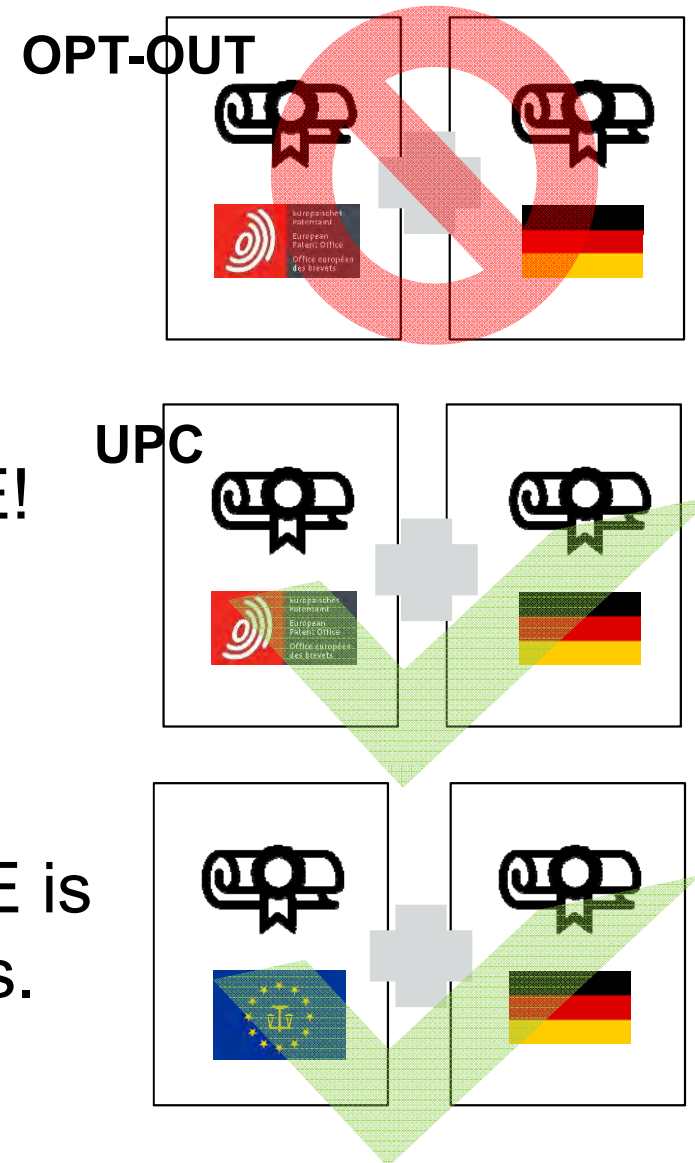 OPT-OUT
Europäisches
Patentamt
European
Patent Office
Office européen
des brevets
UPC
E!
Europäisches
Patentamt
European
Patent Office
Office européen
des brevets
E is
s.